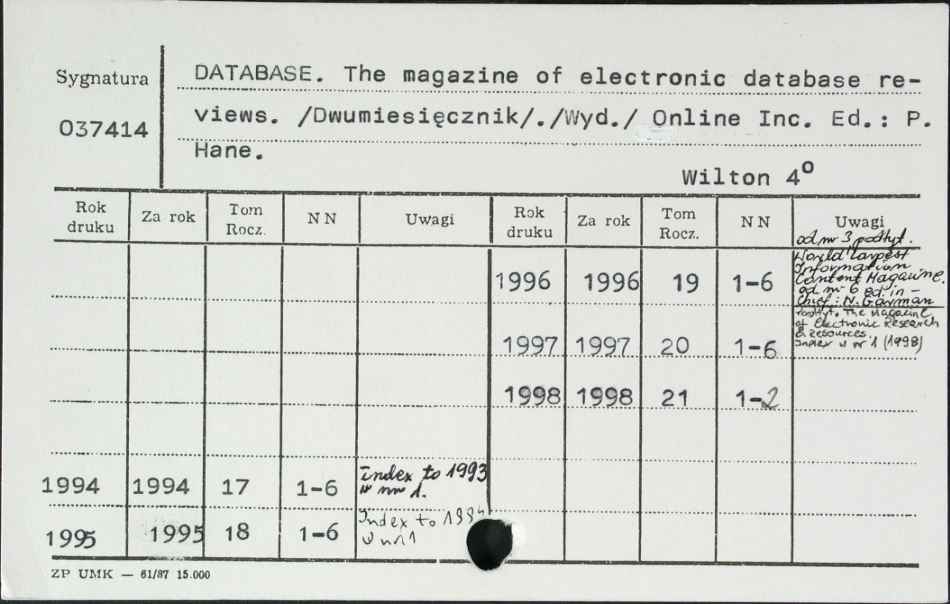 Sygnatura
037414
DATABASE. The magazine of electronic database re-
views. /Dwumiesięcznik/./Wyd./ Online Inc. Ed.: P.
Hane.
Wilton 4º
Rok druku Za rok Tom Rocz. NN Uwagi Rok druku Za rok Tom Rocz. NN Uwagi
od nr 3 podtyt.
World largest
Information
Content Magazine.
od nr 6 ed. in-
chief: N. Garman
1996 1996 19 1-6
Podtyt. The Magazine
of Electronic Research
& resources
Index w nr 1 (1998)
1997 1997 20 1-6
1998 1998 21 1-2
1994 1994 17 1-6 index to 1993
w nr 1.
1995 1995 18 1-6 Index to 1994
w nr 1
ZP UMK — 61/87 15.000